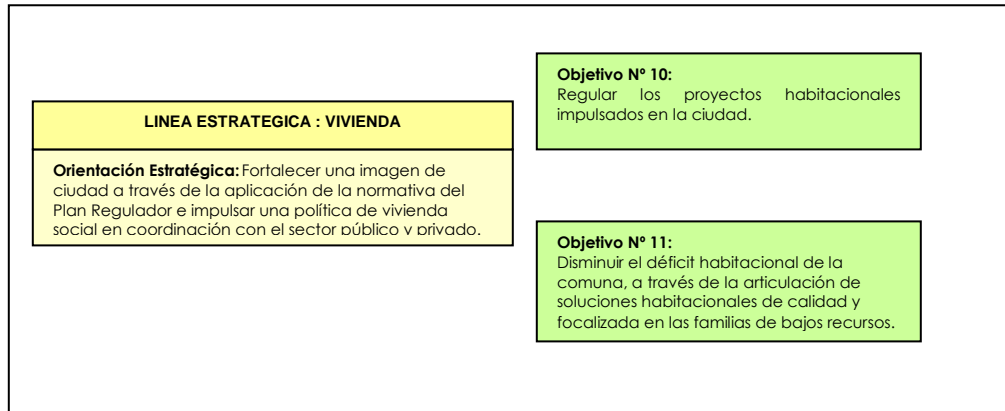 LINEA ESTRATEGICA : VIVIENDA
Orientación Estratégica: Fortalecer una imagen de
ciudad a través de la aplicación de la normativa del
Plan Regulador e impulsar una política de vivienda
social en coordinación con el sector público y privado.
Objetivo Nº 10:
Regular los proyectos habitacionales
impulsados en la ciudad.
Objetivo Nº 11:
Disminuir el déficit habitacional de la
comuna, a través de la articulación de
soluciones habitacionales de calidad y
focalizada en las familias de bajos recursos.